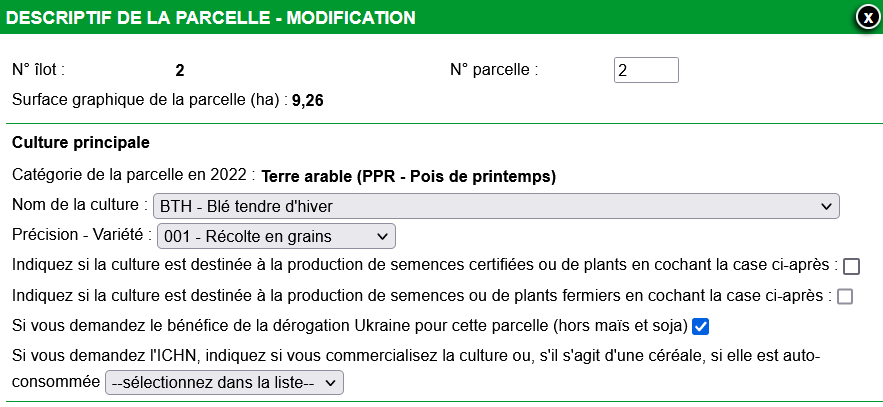 DESCRIPTIF DE LA PARCELLE - MODIFICATION
X
N° îlot : 2 N° parcelle : 2
Surface graphique de la parcelle (ha) : 9,26
Culture principale
Catégorie de la parcelle en 2022 : Terre arable (PPR - Pois de printemps)
Nom de la culture : BTH - Blé tendre d'hiver
Précision - Variété : 001 - Récolte en grains
Indiquez si la culture est destinée à la production de semences certifiées ou de plants en cochant la case ci-après :
Indiquez si la culture est destinée à la production de semences ou de plants fermiers en cochant la case ci-après :
Si vous demandez le bénéfice de la dérogation Ukraine pour cette parcelle (hors maïs et soja)
Si vous demandez l'ICHN, indiquez si vous commercialisez la culture ou, s'il s'agit d'une céréale, si elle est auto-
consommée --sélectionnez dans la liste--